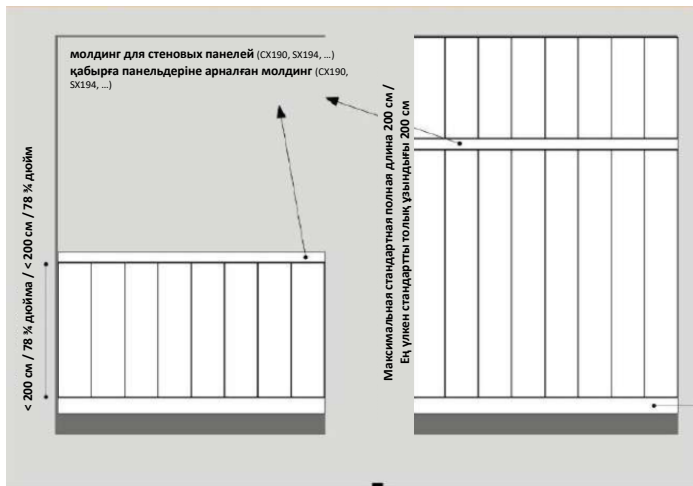 молдинг для стеновых панелей (CX190, SX194, ...)
қабырға панельдеріне арналған молдинг (CX190,
SX194, ...)
Максимальная стандартная полная длина 200 см /
Ең үлкен стандартты толық ұзындығы 200 см
< 200 см / 78 ¾ дюйма / < 200 см / 78 ¾ дюйм